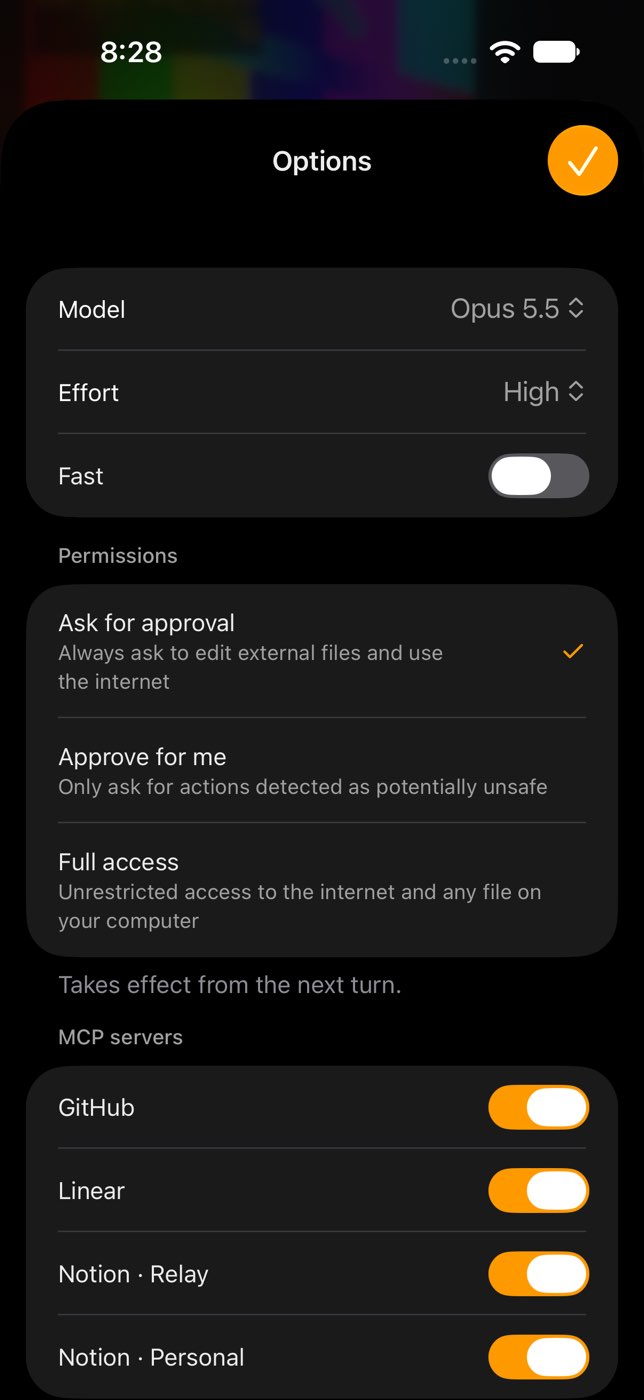 8:28
Options
Model
Opus 5.5
Effort
High
Fast
Permissions
Ask for approval
Always ask to edit external files and use
the internet
Approve for me
Only ask for actions detected as potentially unsafe
Full access
Unrestricted access to the internet and any file on
your computer
Takes effect from the next turn.
MCP servers
GitHub
Linear
Notion · Relay
Notion · Personal